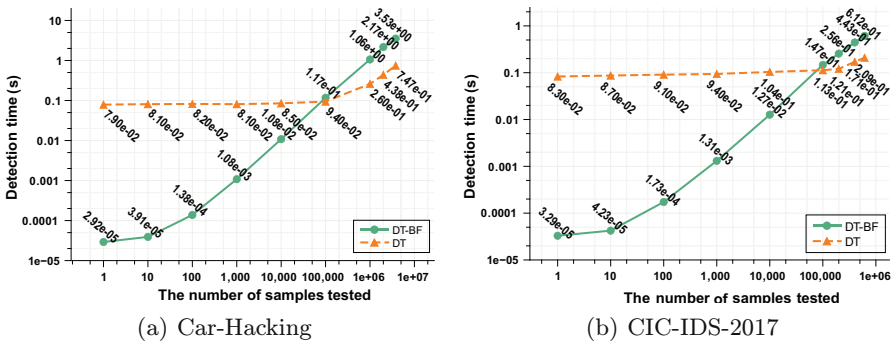 10
1
0.1
0.01
0.001
0.0001
1e−05
Detection time (s)
2.92e-05
3.91e-05
1.38e-04
1.08e-03
1.08e-02
1.17e-01
1.06e+00
2.17e+00
3.53e+00
7.90e-02
8.10e-02
8.20e-02
8.10e-02
8.50e-02
9.40e-02
2.60e-01
4.38e-01
7.47e-01
DT-BF
DT
1 10 100 1,000 10,000 100,000 1e+06 1e+07
The number of samples tested
(a) Car-Hacking
1
0.1
0.01
0.001
0.0001
1e−05
Detection time (s)
3.29e-05
4.23e-05
1.73e-04
1.31e-03
1.27e-02
1.47e-01
2.56e-01
4.43e-01
6.12e-01
8.30e-02
8.70e-02
9.10e-02
9.40e-02
1.04e-01
1.13e-01
1.21e-01
1.71e-01
2.09e-01
DT-BF
DT
1 10 100 1,000 10,000 100,000 1e+06
The number of samples tested
(b) CIC-IDS-2017